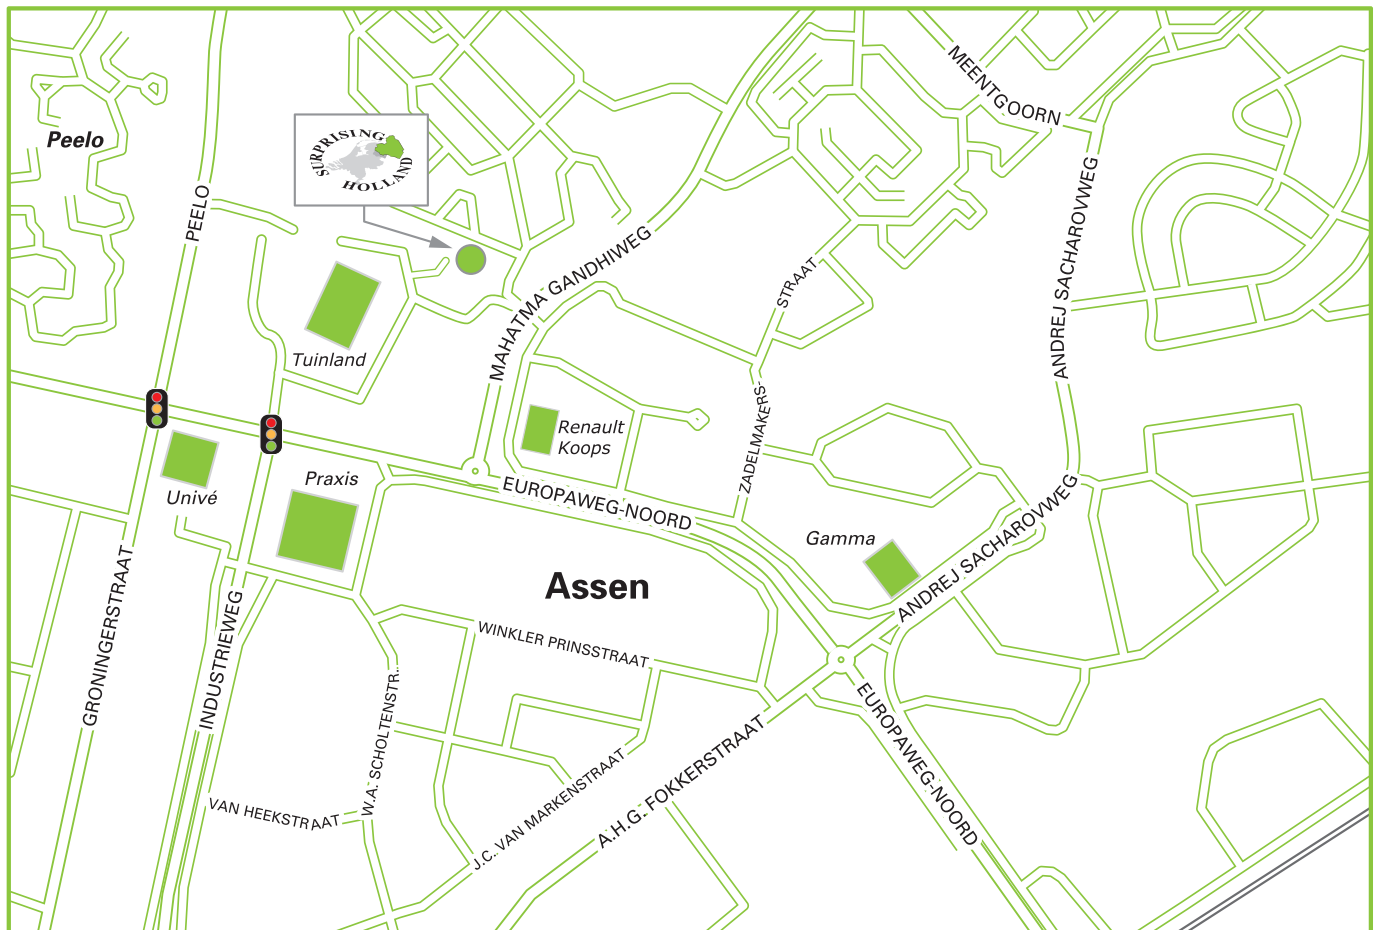 MEENTGOORN
Peelo
SURPRISING
HOLLAND
PEELO
ANDREJ SACHAROVWEG
MAHATMA GANDHIWEG
STRAAT
Tuinland
ZADELMAKERS-
Renault
Koops
Praxis
Univé
EUROPAWEG-NOORD
Gamma
ANDREJ SACHAROVWEG
Assen
GRONINGERSTRAAT
INDUSTRIEWEG
WINKLER PRINSSTRAAT
W.A. SCHOLTENSTR.
EUROPAWEG-NOORD
A.H.G. FOKKERSTRAAT
J.C. VAN MARKENSTRAAT
VAN HEEKSTRAAT